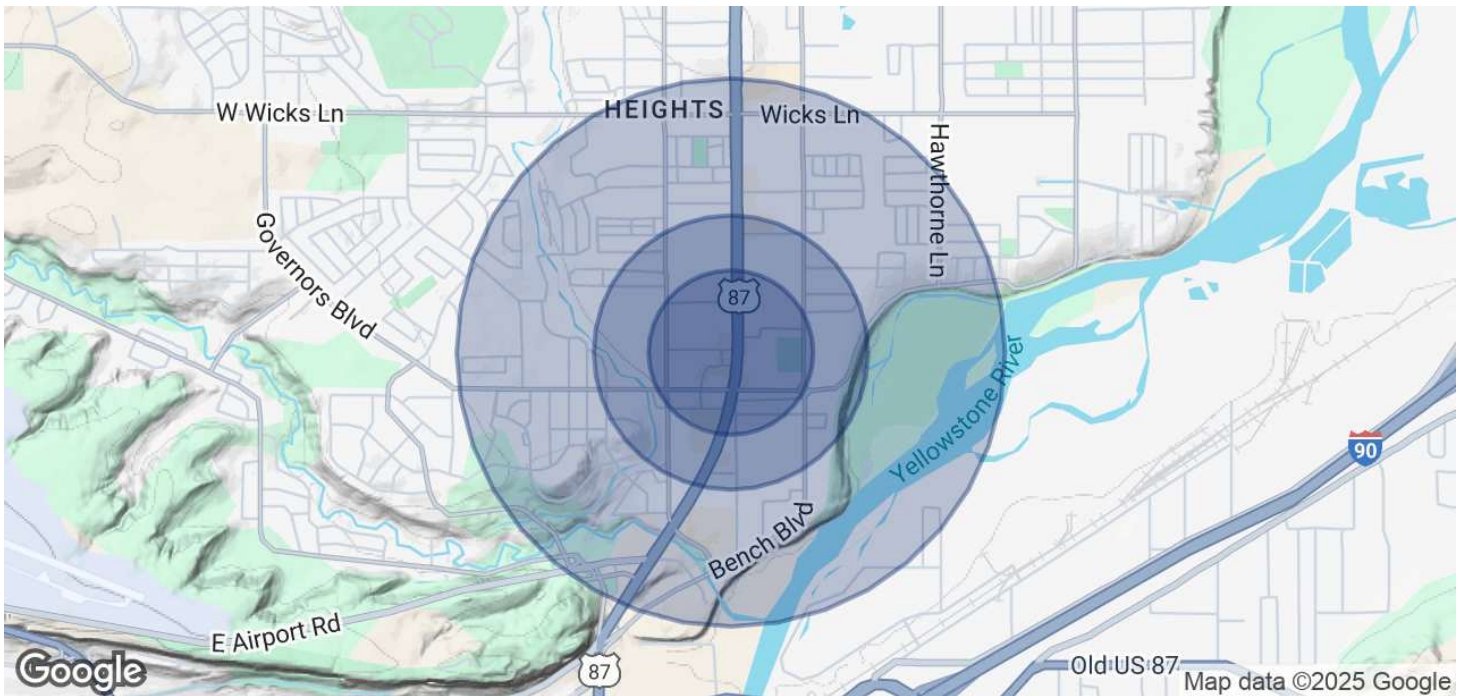 W Wicks Ln
HEIGHTS
Wicks Ln
Hawthorne Ln
Governors Blvd
87
Yellowstone River
90
Bench Blvd
E Airport Rd
87
Old US 87
Google
Map data ©2025 Google